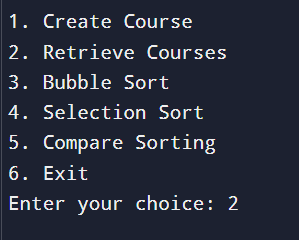 1. Create Course
2. Retrieve Courses
3. Bubble Sort
4. Selection Sort
5. Compare Sorting
6. Exit
Enter your choice: 2